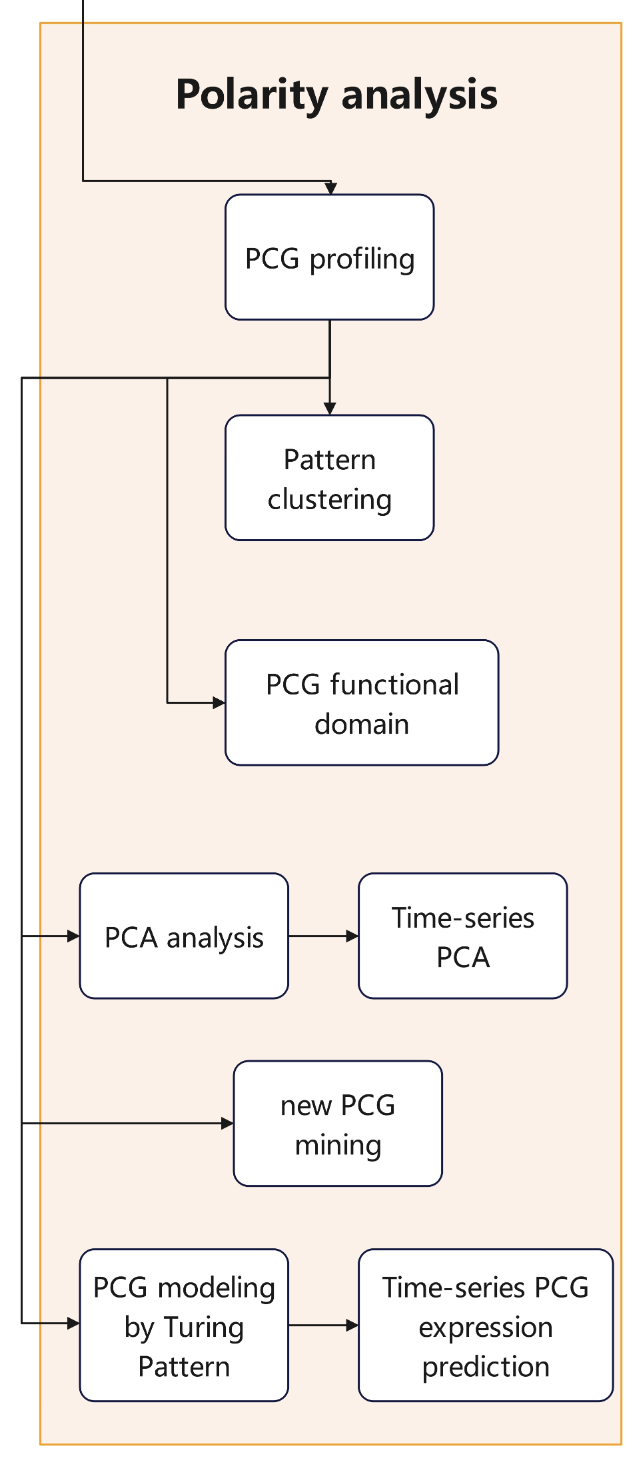 Polarity analysis
PCG profiling
Pattern
clustering
PCG functional
domain
PCA analysis
Time-series
PCA
new PCG
mining
PCG modeling
by Turing
Pattern
Time-series PCG
expression
prediction